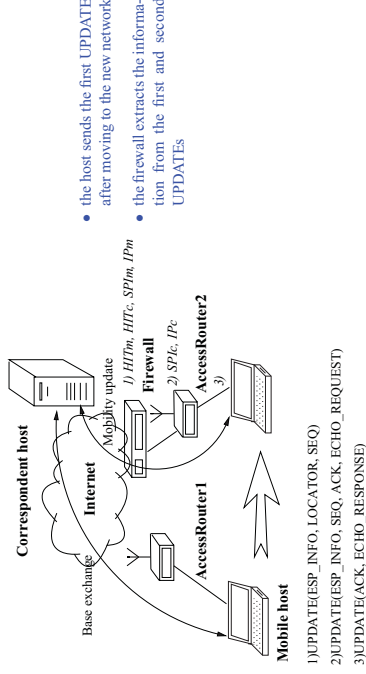 Correspondent host
Internet
Base exchange
Mobility update
1) HITm, HITc, SPIm, IPm
Firewall
2) SPIc, IPc
AccessRouter2
3)
AccessRouter1
Mobile host
1)UPDATE(ESP_INFO, LOCATOR, SEQ)
2)UPDATE(ESP_INFO, SEQ, ACK, ECHO_REQUEST)
3)UPDATE(ACK, ECHO_RESPONSE)
• the host sends the first UPDATE
after moving to the new network
• the firewall extracts the informa-
tion from the first and second
UPDATEs